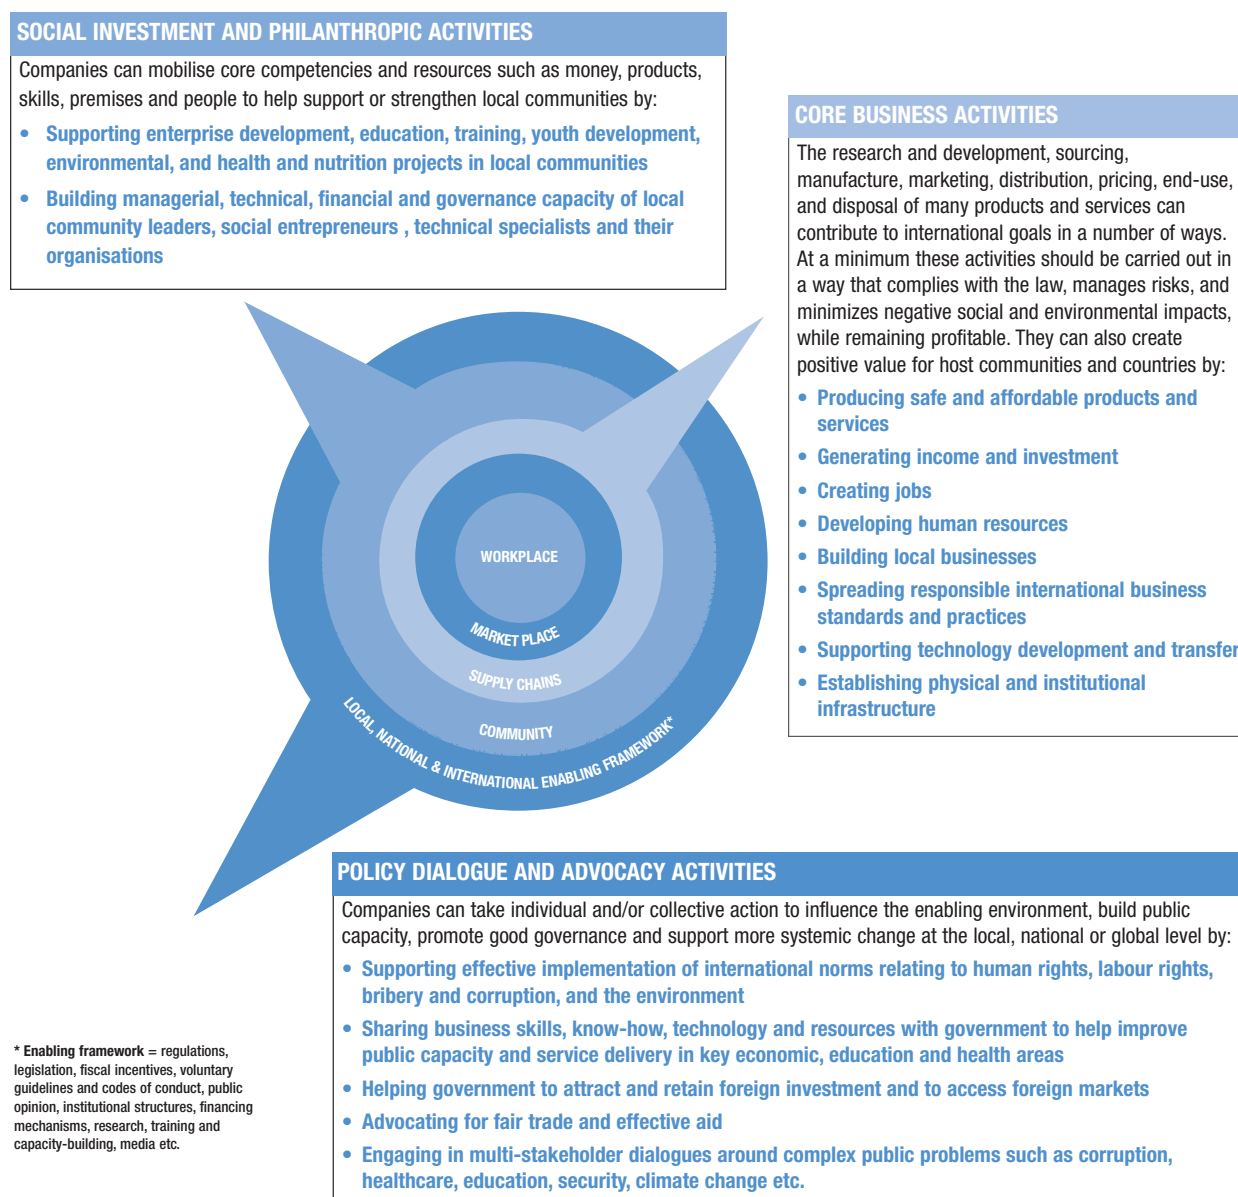 SOCIAL INVESTMENT AND PHILANTHROPIC ACTIVITIES
Companies can mobilise core competencies and resources such as money, products,
skills, premises and people to help support or strengthen local communities by:
• Supporting enterprise development, education, training, youth development,
environmental, and health and nutrition projects in local communities
• Building managerial, technical, financial and governance capacity of local
community leaders, social entrepreneurs , technical specialists and their
organisations
CORE BUSINESS ACTIVITIES
The research and development, sourcing,
manufacture, marketing, distribution, pricing, end-use,
and disposal of many products and services can
contribute to international goals in a number of ways.
At a minimum these activities should be carried out in
a way that complies with the law, manages risks, and
minimizes negative social and environmental impacts,
while remaining profitable. They can also create
positive value for host communities and countries by:
• Producing safe and affordable products and
services
• Generating income and investment
• Creating jobs
• Developing human resources
• Building local businesses
• Spreading responsible international business
standards and practices
• Supporting technology development and transfer
• Establishing physical and institutional
infrastructure
WORKPLACE
MARKET PLACE
SUPPLY CHAINS
COMMUNITY
LOCAL, NATIONAL & INTERNATIONAL ENABLING FRAMEWORK*
POLICY DIALOGUE AND ADVOCACY ACTIVITIES
Companies can take individual and/or collective action to influence the enabling environment, build public
capacity, promote good governance and support more systemic change at the local, national or global level by:
• Supporting effective implementation of international norms relating to human rights, labour rights,
bribery and corruption, and the environment
• Sharing business skills, know-how, technology and resources with government to help improve
public capacity and service delivery in key economic, education and health areas
• Helping government to attract and retain foreign investment and to access foreign markets
• Advocating for fair trade and effective aid
• Engaging in multi-stakeholder dialogues around complex public problems such as corruption,
healthcare, education, security, climate change etc.
* Enabling framework = regulations,
legislation, fiscal incentives, voluntary
guidelines and codes of conduct, public
opinion, institutional structures, financing
mechanisms, research, training and
capacity-building, media etc.